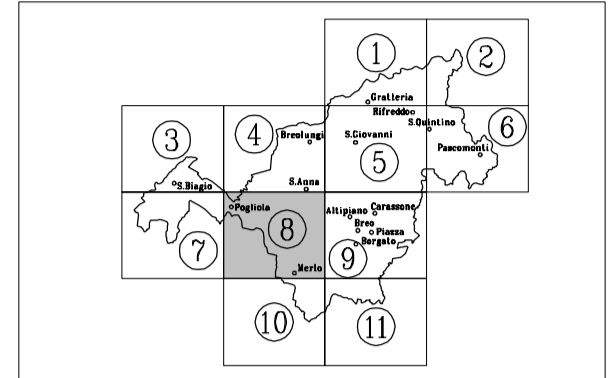 1
2
Gratteria
Rifreddo
S.Quintino
3
4
Breolungi
S.Giovanni
5
Pascomonti
6
S.Biagio
S.Anna
Pogliola
Altipiano
Carassone
Breo
Piazza
Borgato
7
8
9
Merlo
10
11